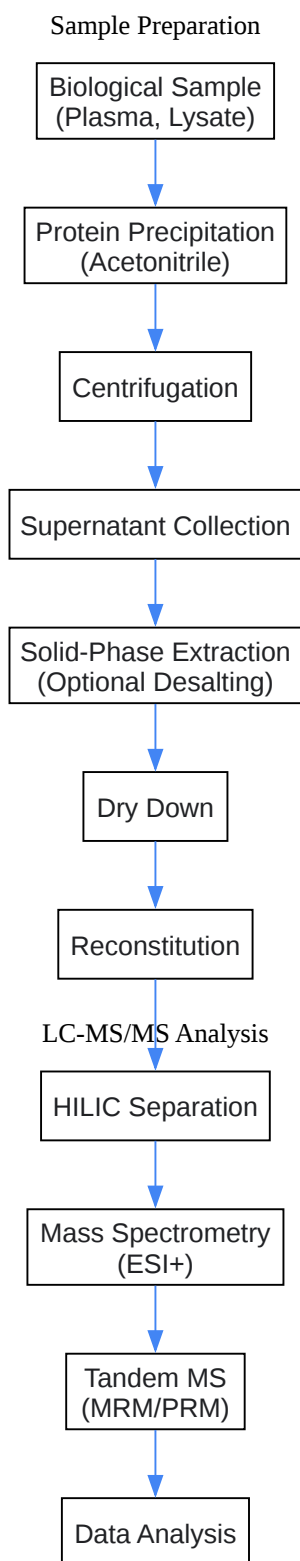 Sample Preparation
Biological Sample
(Plasma, Lysate)
Protein Precipitation
(Acetonitrile)
Centrifugation
Supernatant Collection
Solid-Phase Extraction
(Optional Desalting)
Dry Down
Reconstitution
LC-MS/MS Analysis
HILIC Separation
Mass Spectrometry
(ESI+)
Tandem MS
(MRM/PRM)
Data Analysis